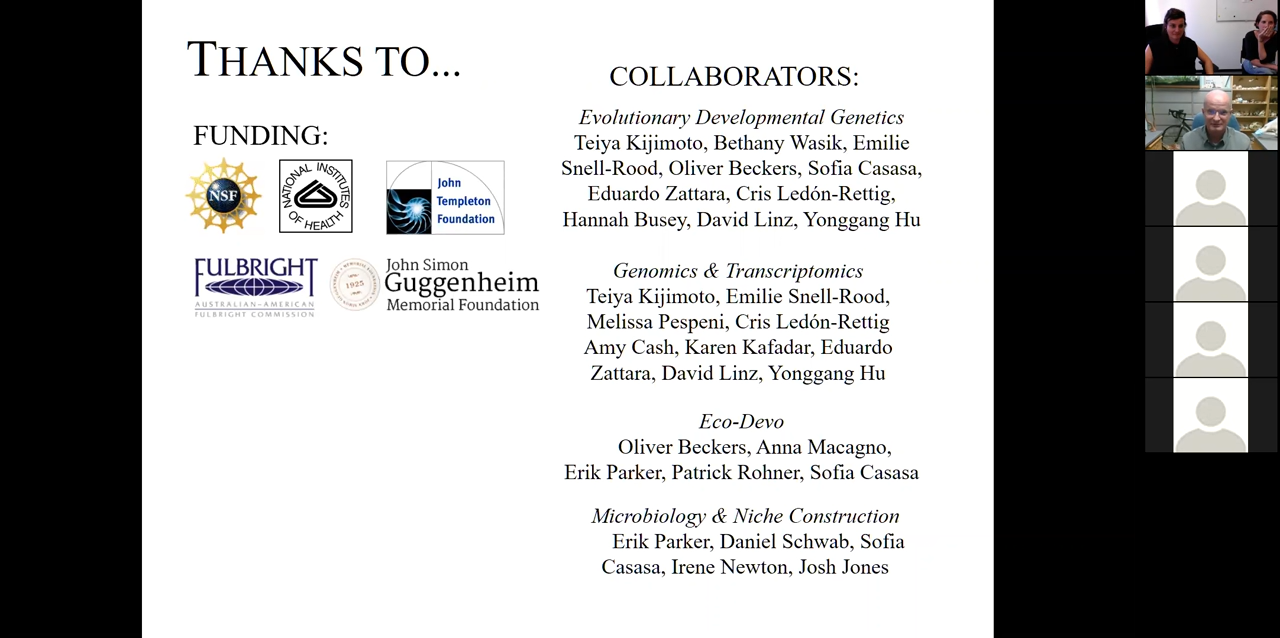 THANKS TO...
FUNDING:
NSF
NATIONAL INSTITUTES
OF HEALTH
John
Templeton
Foundation
FULBRIGHT
AUSTRALIAN-AMERICAN
FULBRIGHT COMMISSION
1925
John Simon
Guggenheim
Memorial Foundation
COLLABORATORS:
Evolutionary Developmental Genetics
Teiya Kijimoto, Bethany Wasik, Emilie
Snell-Rood, Oliver Beckers, Sofia Casasa,
Eduardo Zattara, Cris Ledón-Rettig,
Hannah Busey, David Linz, Yonggang Hu
Genomics & Transcriptomics
Teiya Kijimoto, Emilie Snell-Rood,
Melissa Pespeni, Cris Ledón-Rettig
Amy Cash, Karen Kafadar, Eduardo
Zattara, David Linz, Yonggang Hu
Eco-Devo
Oliver Beckers, Anna Macagno,
Erik Parker, Patrick Rohner, Sofia Casasa
Microbiology & Niche Construction
Erik Parker, Daniel Schwab, Sofia
Casasa, Irene Newton, Josh Jones